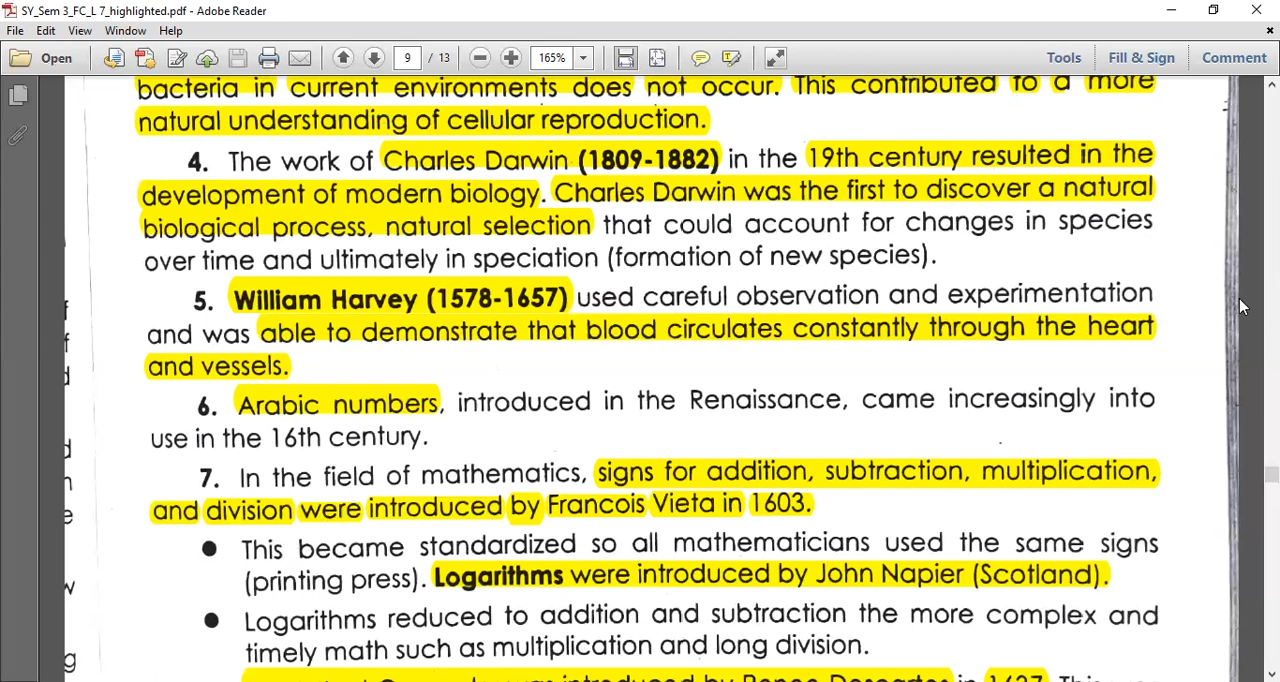 SY_Sem 3_FC_L 7_highlighted.pdf - Adobe Reader
File Edit View Window Help
Open 9 / 13 165% Tools Fill & Sign Comment
bacteria in current environments does not occur. This contributed to a more
natural understanding of cellular reproduction.
4. The work of Charles Darwin (1809-1882) in the 19th century resulted in the
development of modern biology. Charles Darwin was the first to discover a natural
biological process, natural selection that could account for changes in species
over time and ultimately in speciation (formation of new species).
5. William Harvey (1578-1657) used careful observation and experimentation
and was able to demonstrate that blood circulates constantly through the heart
and vessels.
6. Arabic numbers, introduced in the Renaissance, came increasingly into
use in the 16th century.
7. In the field of mathematics, signs for addition, subtraction, multiplication,
and division were introduced by Francois Vieta in 1603.
● This became standardized so all mathematicians used the same signs
(printing press). Logarithms were introduced by John Napier (Scotland).
● Logarithms reduced to addition and subtraction the more complex and
timely math such as multiplication and long division.
was introduced by Renee Descartes in 1637. This